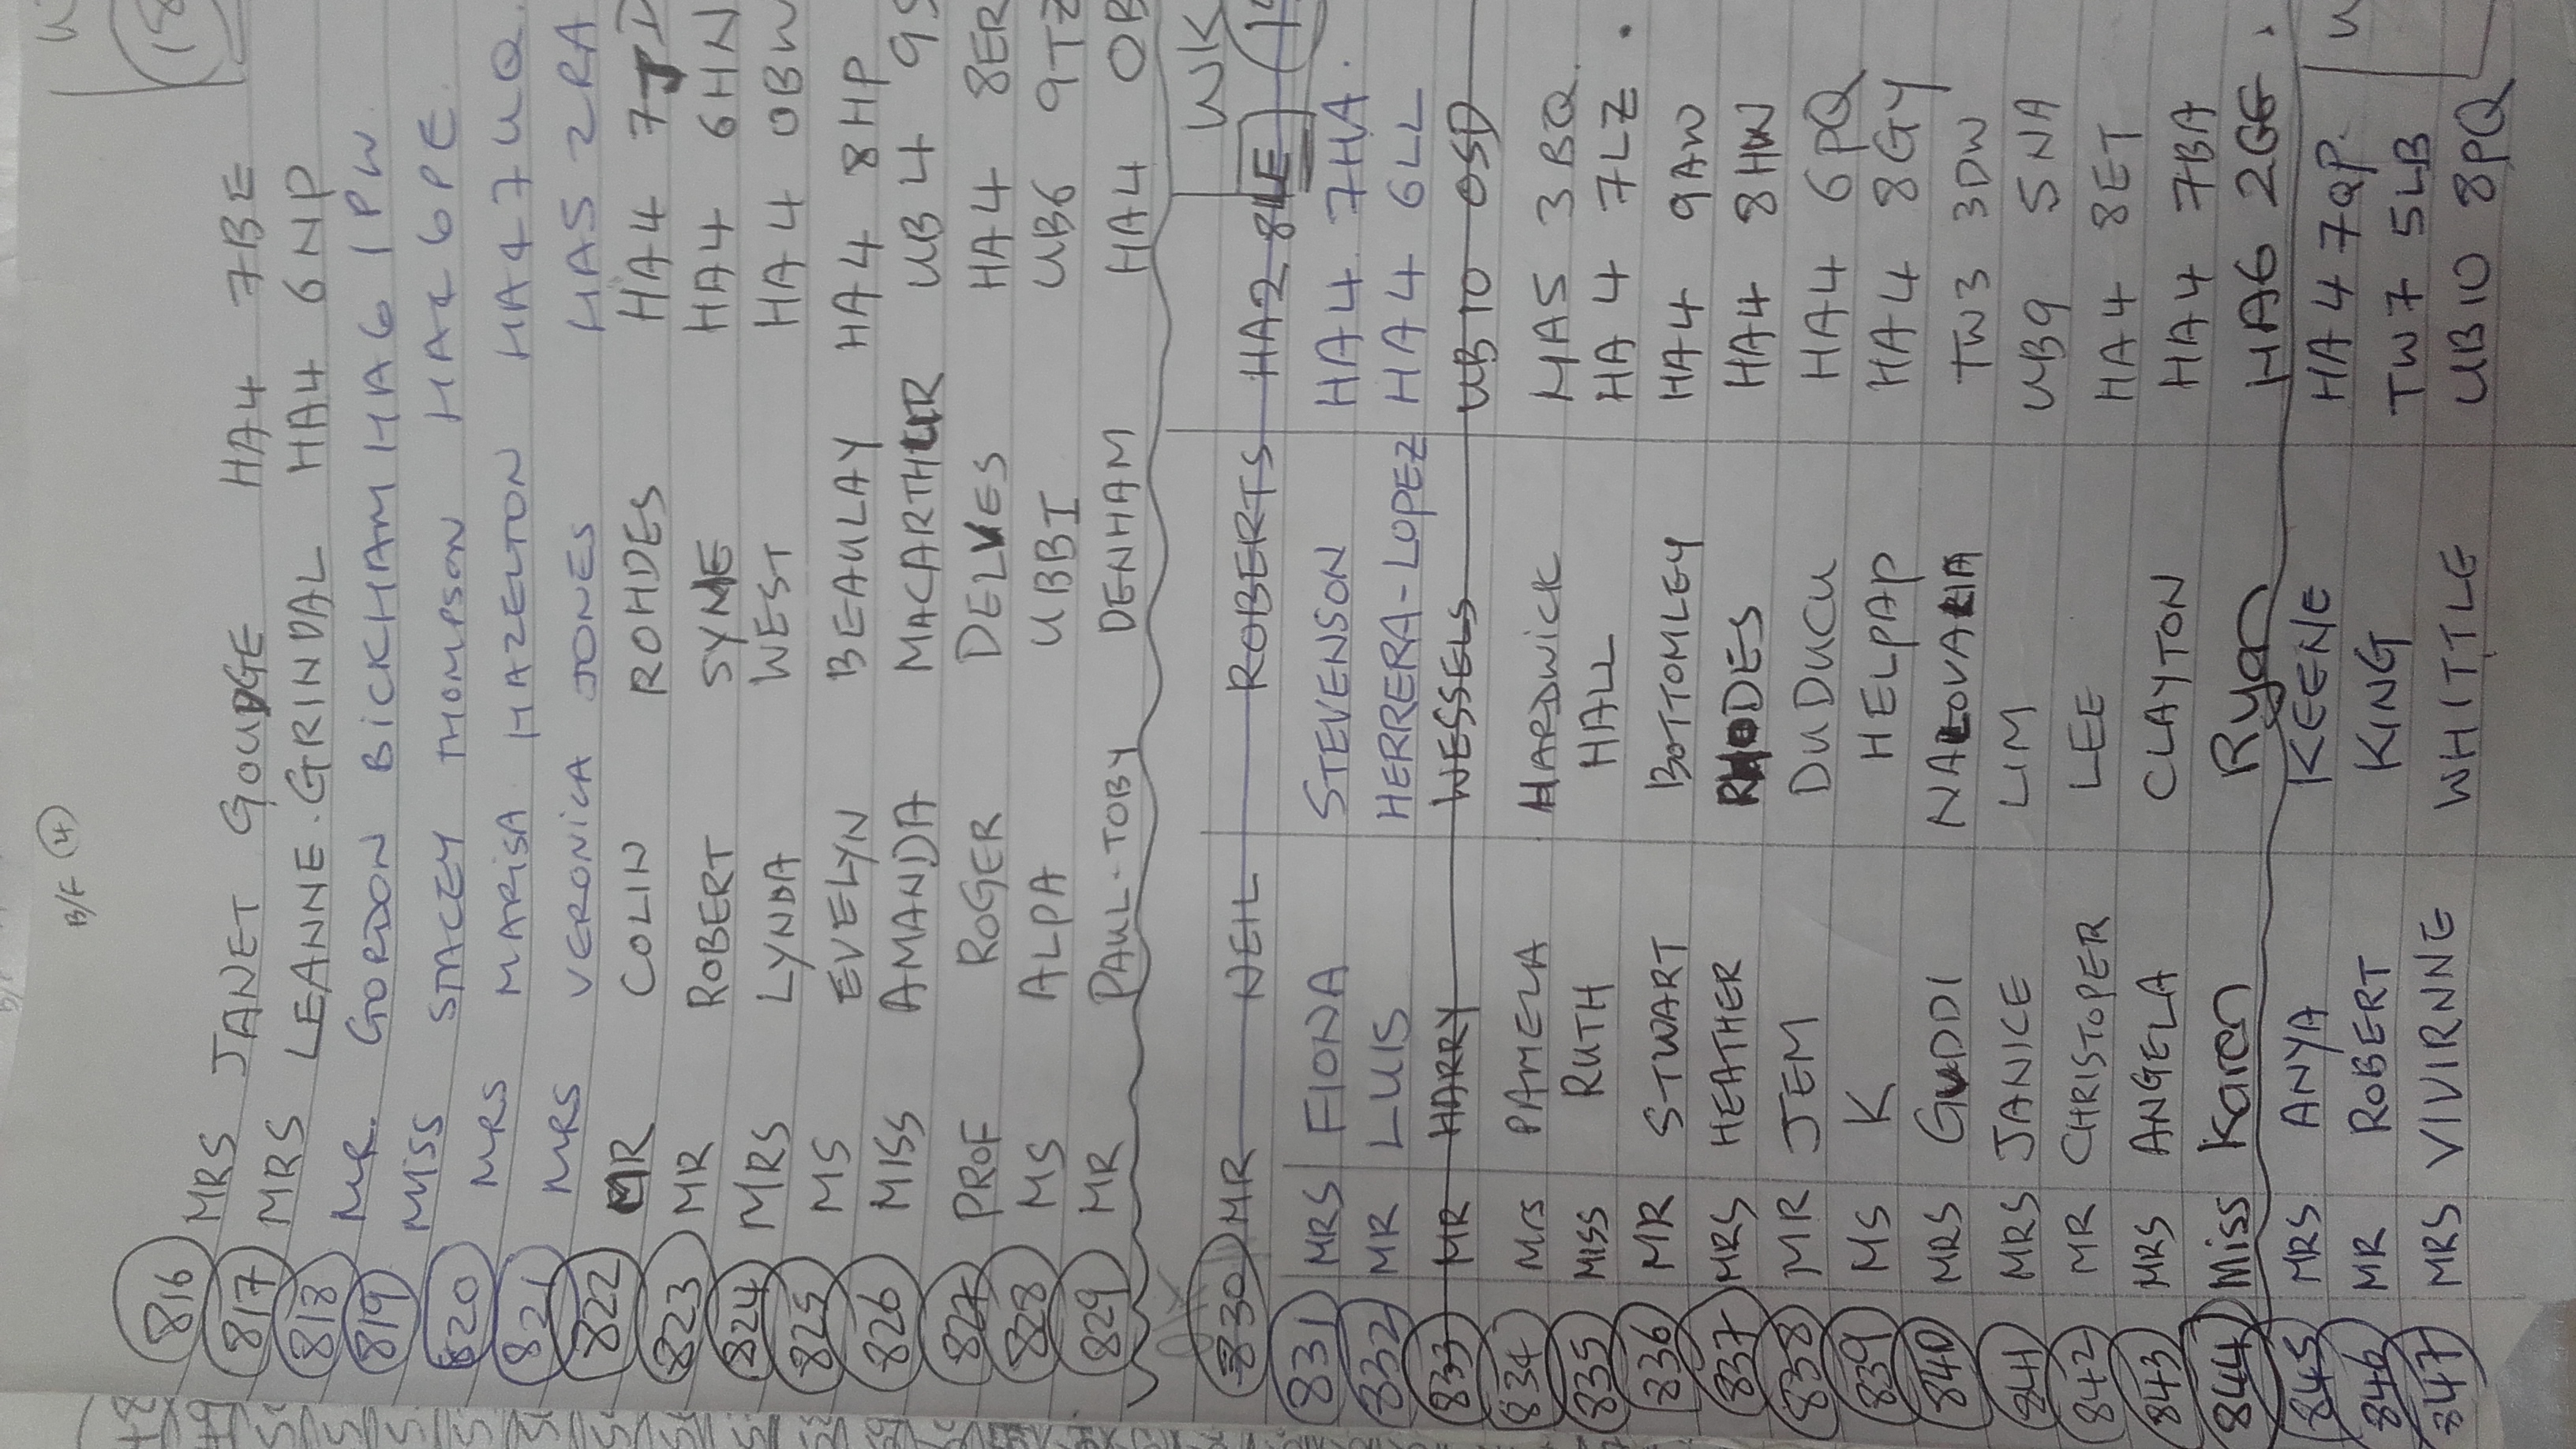 B/F 4
816 MRS JANET GOUDGE HA4 7BE
817 MRS LEANNE GRINDAL HA4 6NP
818 MR. GORDON BICKHAM HA6 1PW
819 MISS STACEY THOMPSON HA4 6PE
820 MRS MARISA HAZELTON HA4 7UQ
821 MRS VERONICA JONES HA5 2RA
822 MR COLIN ROHDES HA4 7JD
823 MR ROBERT SYME HA4 6HN
824 MRS LYNDA WEST HA4 0BW
825 MS EVELYN BEAULAY HA4 8HP
826 MISS AMANDA MACARTHUR UB4 9S
827 PROF ROGER DELVES HA4 8ER
828 MS ALPA UBBI UB6 9TZ
829 MR PAUL-TOBY DENHAM HA4 0B
WK
830 MR NEIL ROBERTS HA2 8LE
831 MRS FIONA STEVENSON HA4 7HA.
832 MR LUIS HERRERA-LOPEZ HA4 6LL
833 MR HARRY WESSELS UB10 0SD
834 Mrs PAMELA HARDWICK HA5 3BQ.
835 MISS RUTH HALL HA4 7LZ.
836 MR STWART BOTTOMLEY HA4 9AW
837 MRS HEATHER RHODES HA4 8HW
838 MR JEM DUDUCU HA4 6PQ
839 MS K HELPAP HA4 8GY
840 MRS GUDDI TW3 3DW
841 MRS JANICE LIM UB9 5NA
842 MR CHRISTOPER LEE HA4 8ET
843 MRS ANGELA CLAYTON HA4 7BA
844 Miss Karen Ryan HA6 2GG.
845 MRS ANYA KEENE HA4 7QP.
846 MR ROBERT KING TW7 5LB
847 MRS VIVIRNNE WHITTLE UB10 8PQ